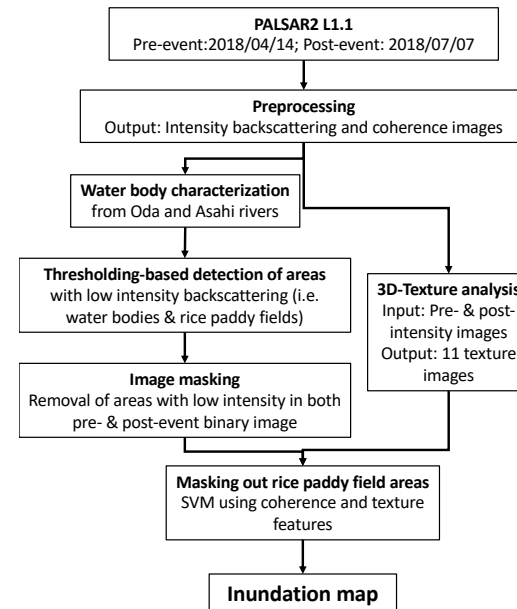 PALSAR2 L1.1
Pre-event:2018/04/14; Post-event: 2018/07/07
Preprocessing
Output: Intensity backscattering and coherence images
Water body characterization
from Oda and Asahi rivers
Thresholding-based detection of areas
with low intensity backscattering (i.e.
water bodies & rice paddy fields)
Image masking
Removal of areas with low intensity in both
pre- & post-event binary image
3D-Texture analysis
Input: Pre- & post-
intensity images
Output: 11 texture
images
Masking out rice paddy field areas
SVM using coherence and texture
features
Inundation map